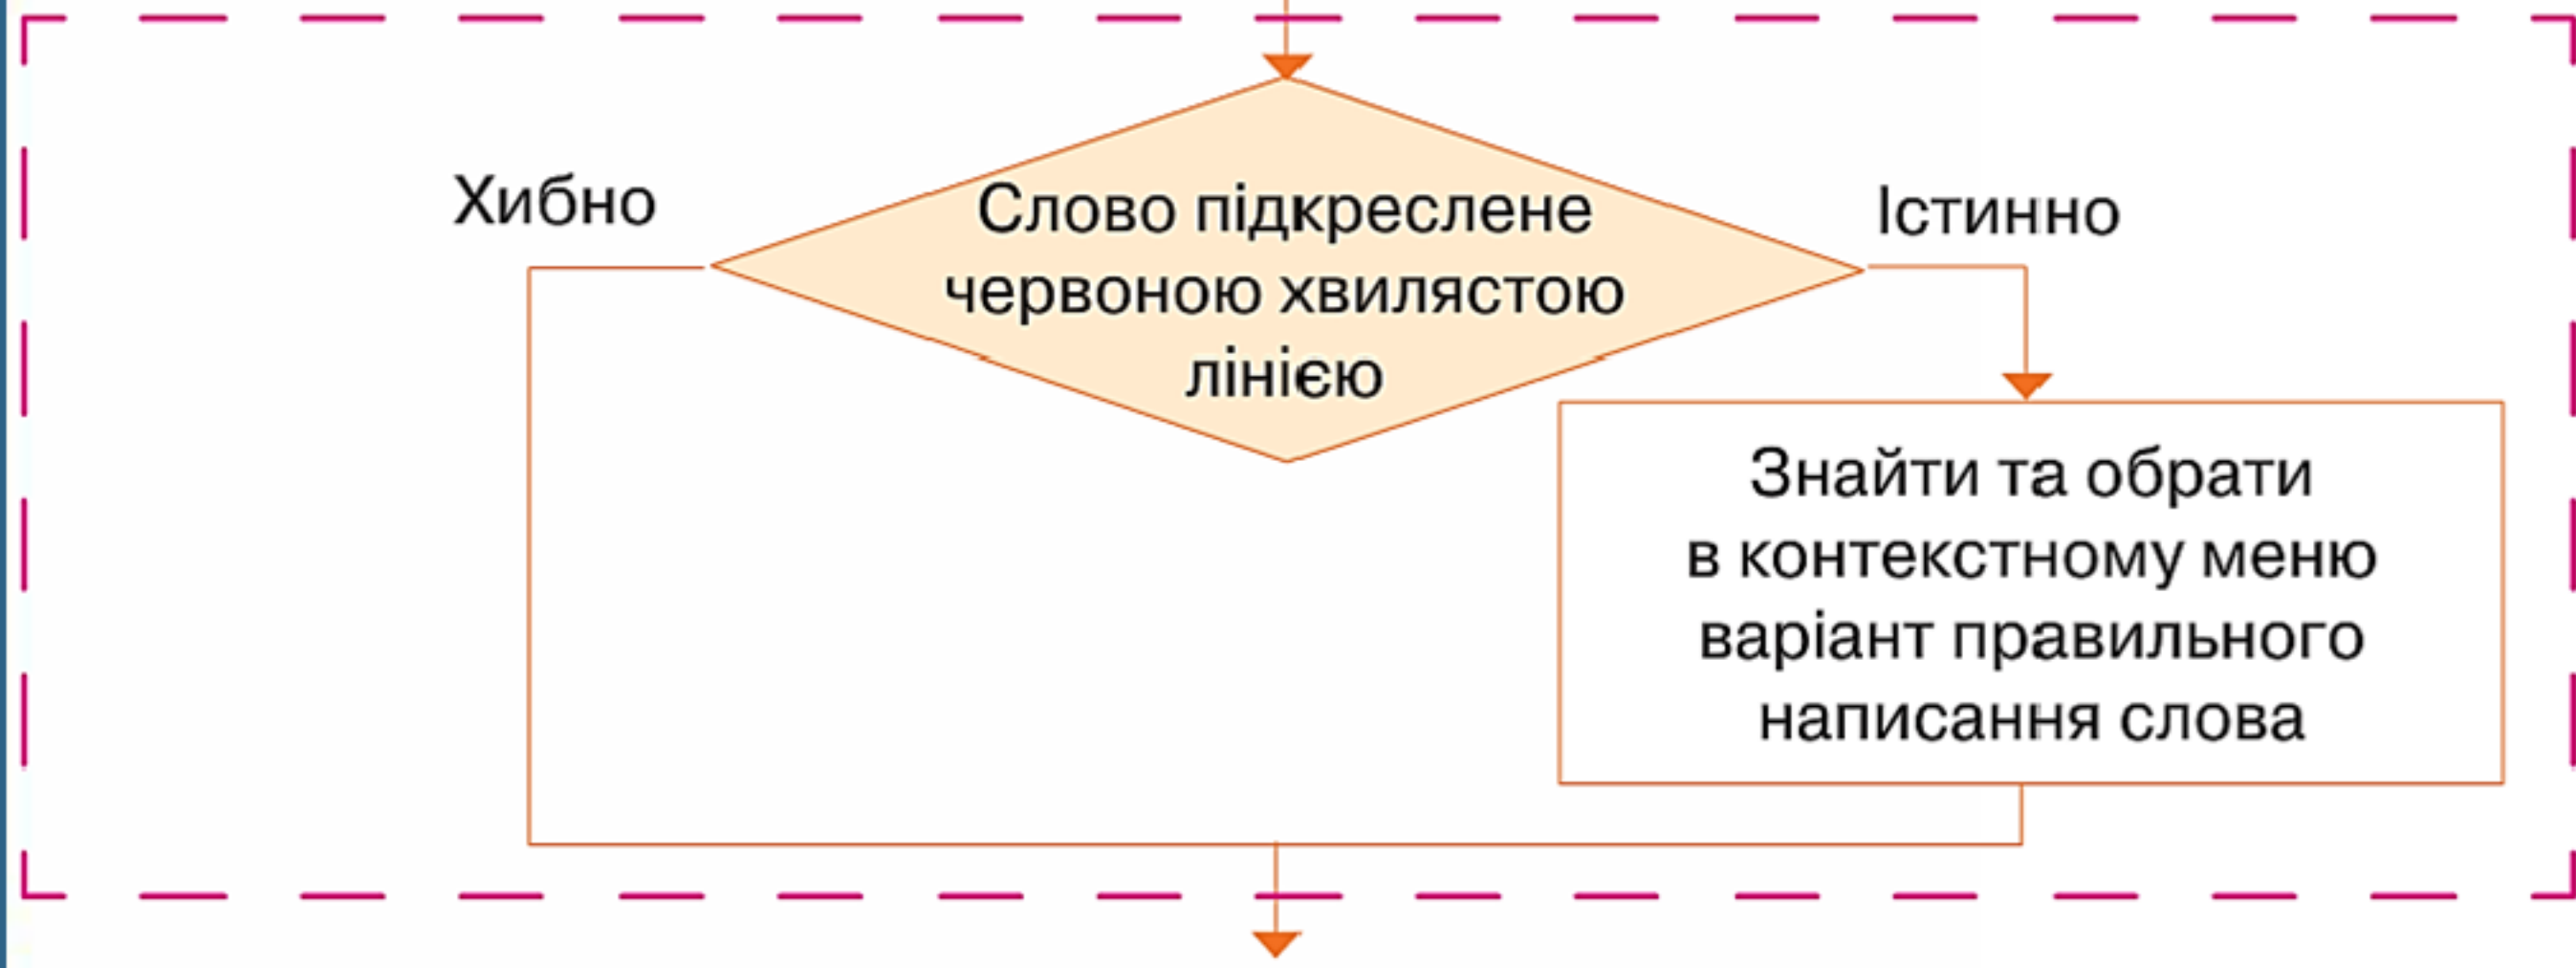 Хибно
Слово підкреслене
червоною хвилястою
лінією
Істинно
Знайти та обрати
в контекстному меню
варіант правильного
написання слова